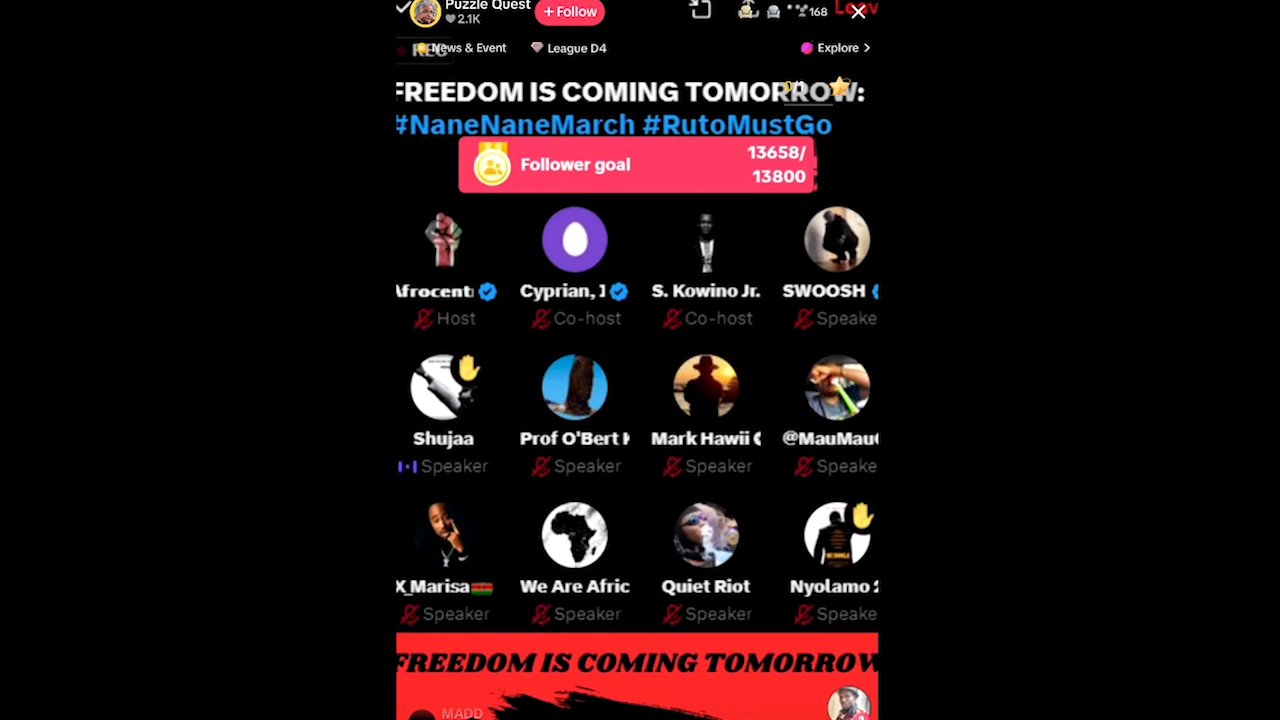 Puzzle Quest
2.1K
+ Follow
168
REC
News & Event
League D4
Explore >
FREEDOM IS COMING TOMORROW:
#NaneNaneMarch #RutoMustGo
Follower goal
13658/
13800
Afrocent
Cyprian, I
S. Kowino Jr.
SWOOSH
Host
Co-host
Co-host
Speake
Shujaa
Prof O'Bert K
Mark Hawii
@MauMau
Speaker
Speaker
Speaker
Speake
X_Marisa
We Are Afric
Quiet Riot
Nyolamo
Speaker
Speaker
Speaker
Speake
FREEDOM IS COMING TOMORROW
MADD